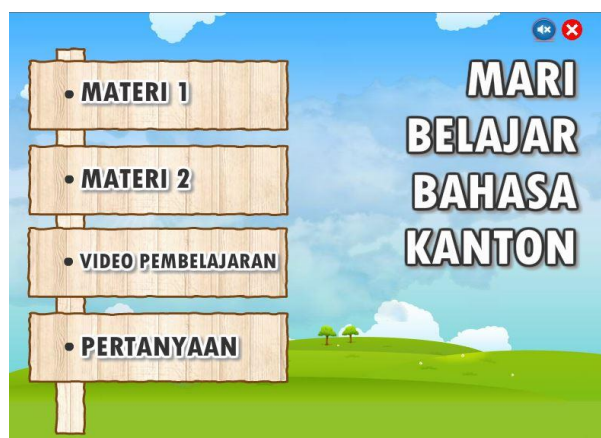 • MATERI 1
• MATERI 2
• VIDEO PEMBELAJARAN
• PERTANYAAN
MARI
BELAJAR
BAHASA
KANTON